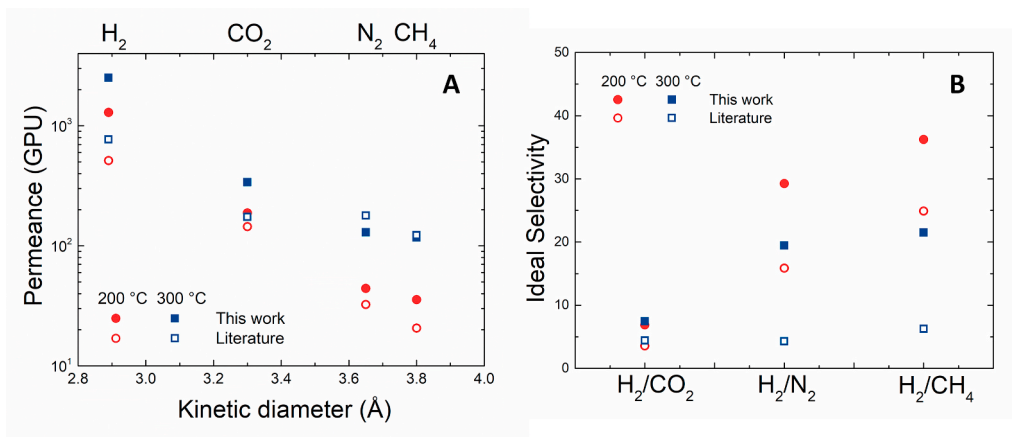 H₂ CO₂ N₂ CH₄
A
Permeance (GPU)
10³
10²
10¹
200 °C 300 °C
This work
Literature
2.8 3.0 3.2 3.4 3.6 3.8 4.0
Kinetic diameter (Å)
B
Ideal Selectivity
50
40
30
20
10
0
200 °C 300 °C
This work
Literature
H₂/CO₂ H₂/N₂ H₂/CH₄